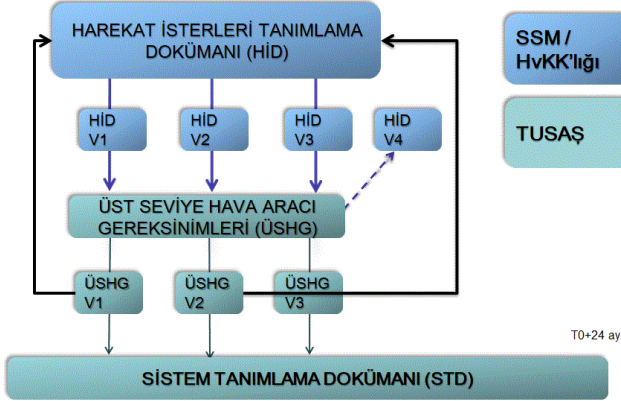 HAREKAT İSTERLERİ TANIMLAMA
DOKÜMANI (HİD)
SSM /
HvKK'lığı
HİD
V1
HİD
V2
HİD
V3
HİD
V4
TUSAŞ
ÜST SEVİYE HAVA ARACI
GEREKSİNİMLERİ (ÜSHG)
ÜSHG
V1
ÜSHG
V2
ÜSHG
V3
T0+24 ay
SİSTEM TANIMLAMA DOKÜMANI (STD)